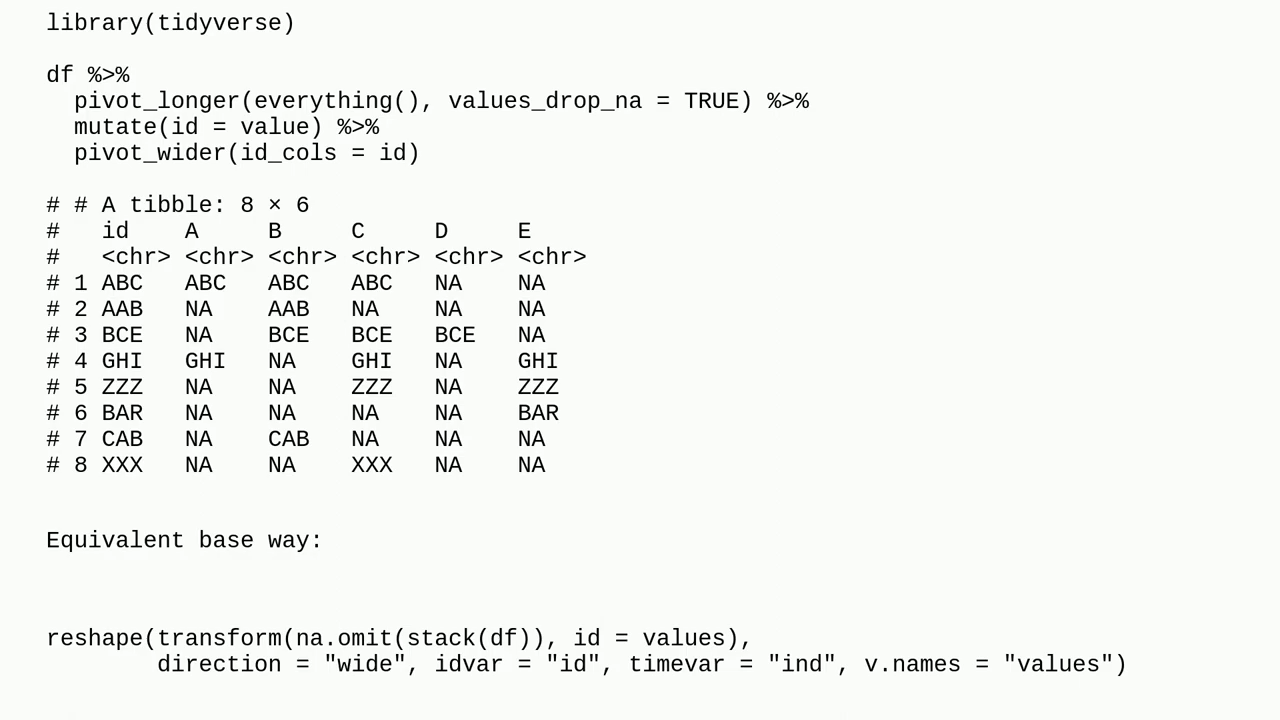 library(tidyverse)
df %>%
  pivot_longer(everything(), values_drop_na = TRUE) %>%
  mutate(id = value) %>%
  pivot_wider(id_cols = id)
# # A tibble: 8 × 6
#   id    A     B     C     D     E
#   <chr> <chr> <chr> <chr> <chr> <chr>
# 1 ABC   ABC   ABC   ABC   NA    NA
# 2 AAB   NA    AAB   NA    NA    NA
# 3 BCE   NA    BCE   BCE   BCE   NA
# 4 GHI   GHI   NA    GHI   NA    GHI
# 5 ZZZ   NA    NA    ZZZ   NA    ZZZ
# 6 BAR   NA    NA    NA    NA    BAR
# 7 CAB   NA    CAB   NA    NA    NA
# 8 XXX   NA    NA    XXX   NA    NA
Equivalent base way:
reshape(transform(na.omit(stack(df)), id = values),
        direction = "wide", idvar = "id", timevar = "ind", v.names = "values")